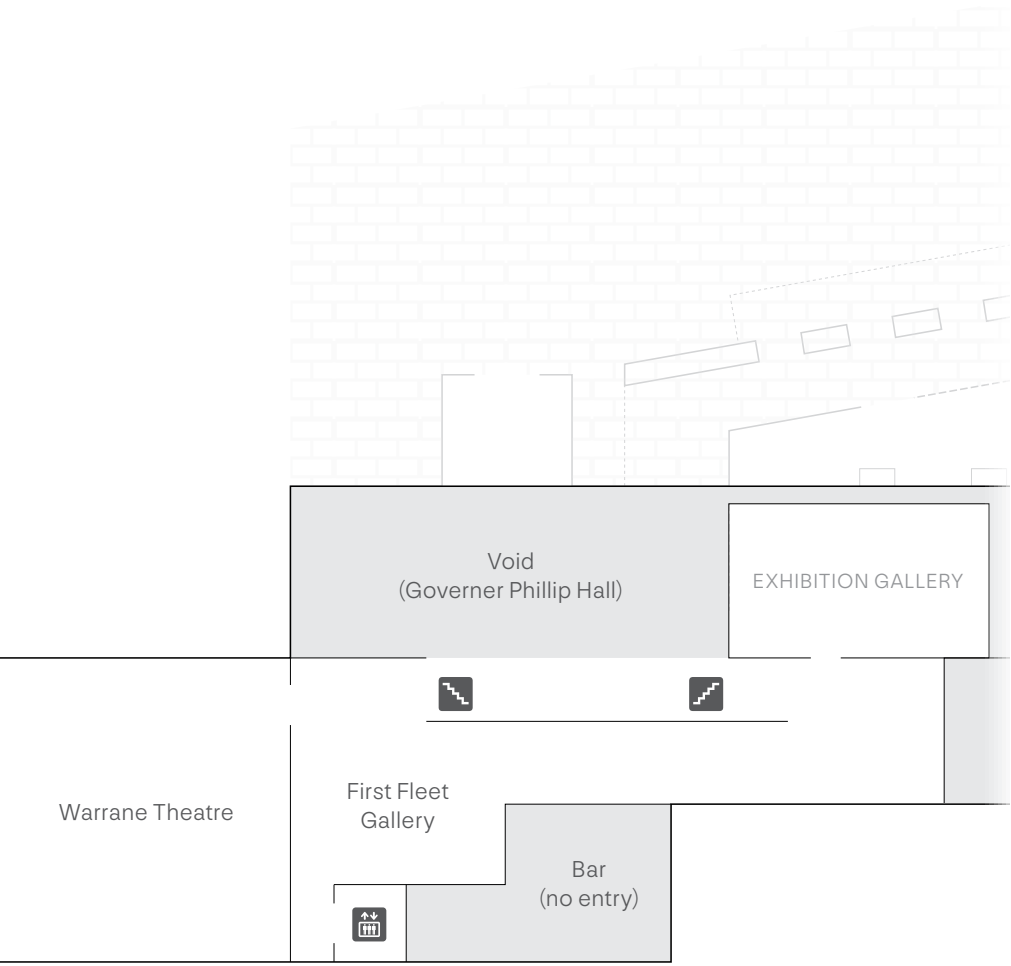 Void
(Governer Phillip Hall)
EXHIBITION GALLERY
Warrane Theatre
First Fleet
Gallery
Bar
(no entry)